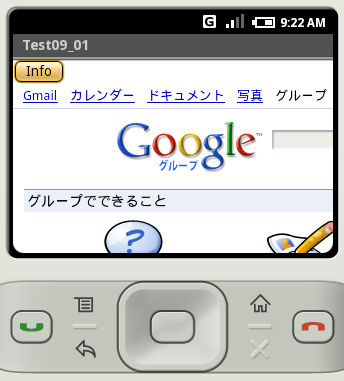 G 9:22 AM
Test09_01
Info
Gmail カレンダー ドキュメント 写真 グループ
Google™
グループ
グループでできること
?